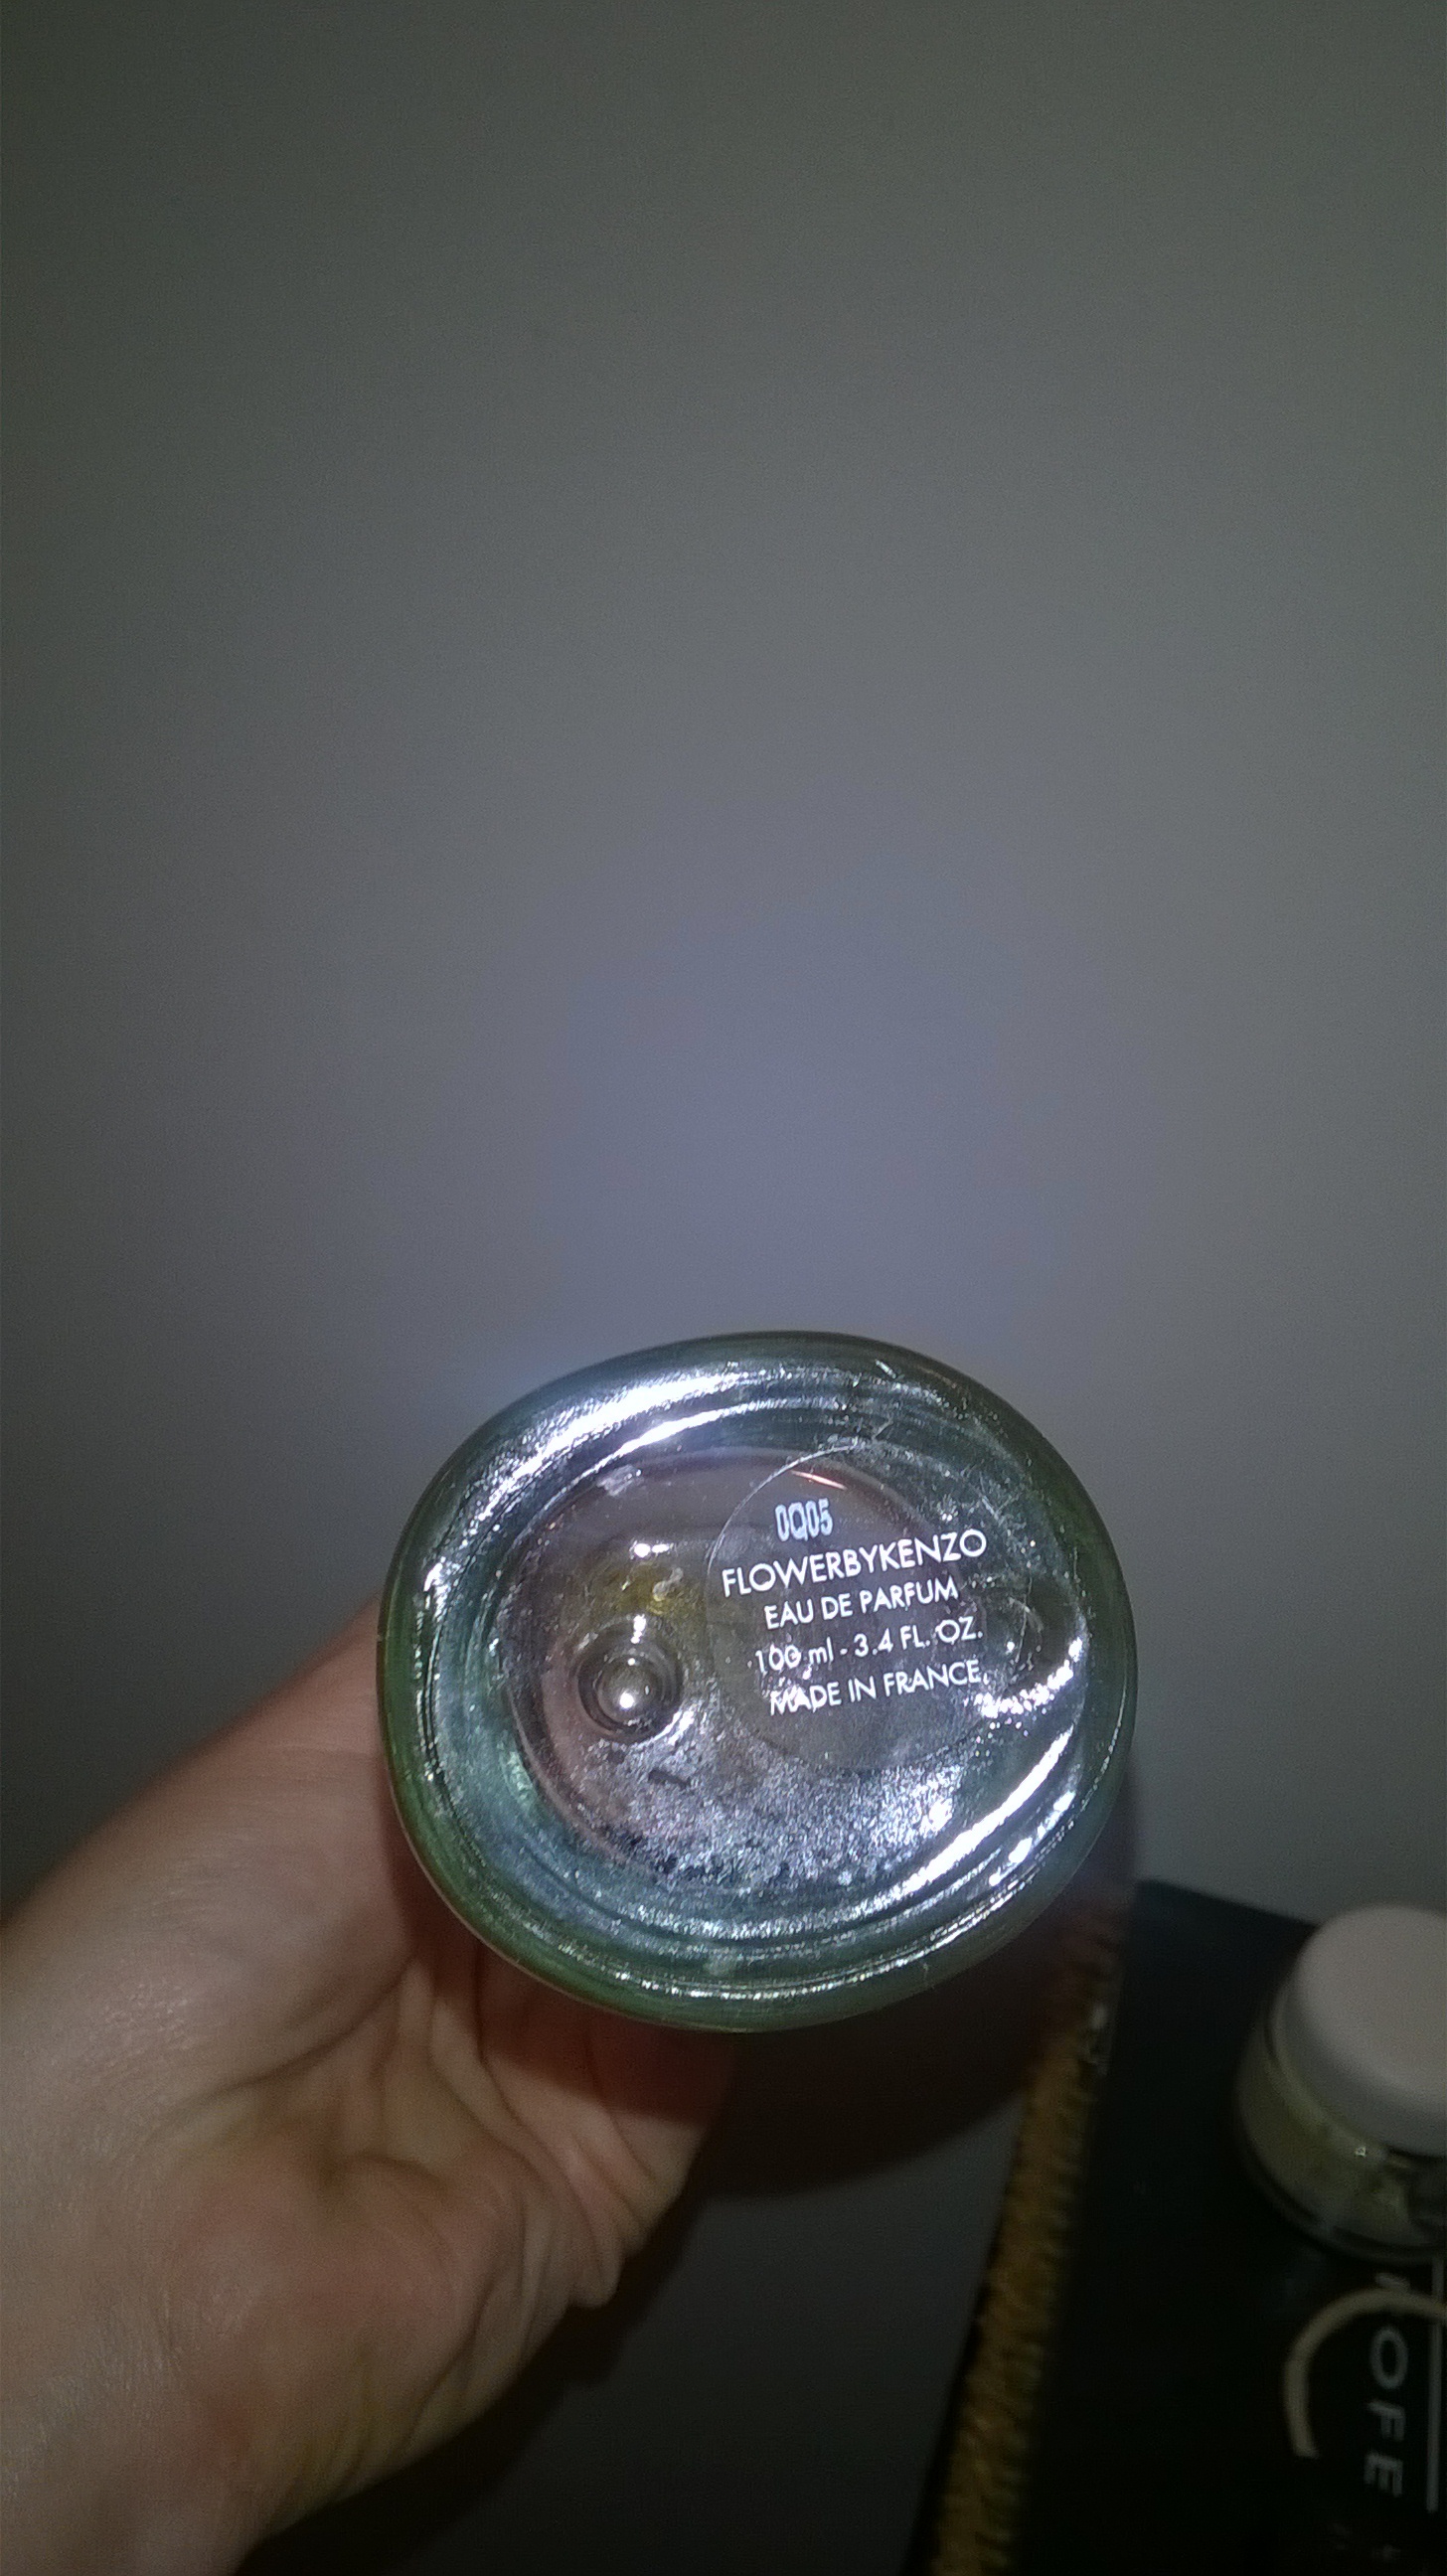 0Q05
FLOWERBYKENZO
EAU DE PARFUM
100 ml - 3.4 FL. OZ.
MADE IN FRANCE